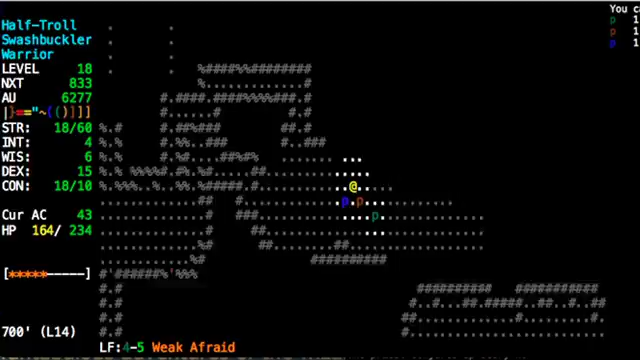 You ca
Half-Troll
p 1
Swashbuckler
p 1
Warrior
p 1
LEVEL 18
NXT 833
AU 6277
|}=="~(()]]]
STR: 18/60
INT: 4
WIS: 6
DEX: 15
CON: 18/10
Cur AC 43
HP 164/ 234
[*****-----]
700' (L14)
LF:4-5 Weak Afraid